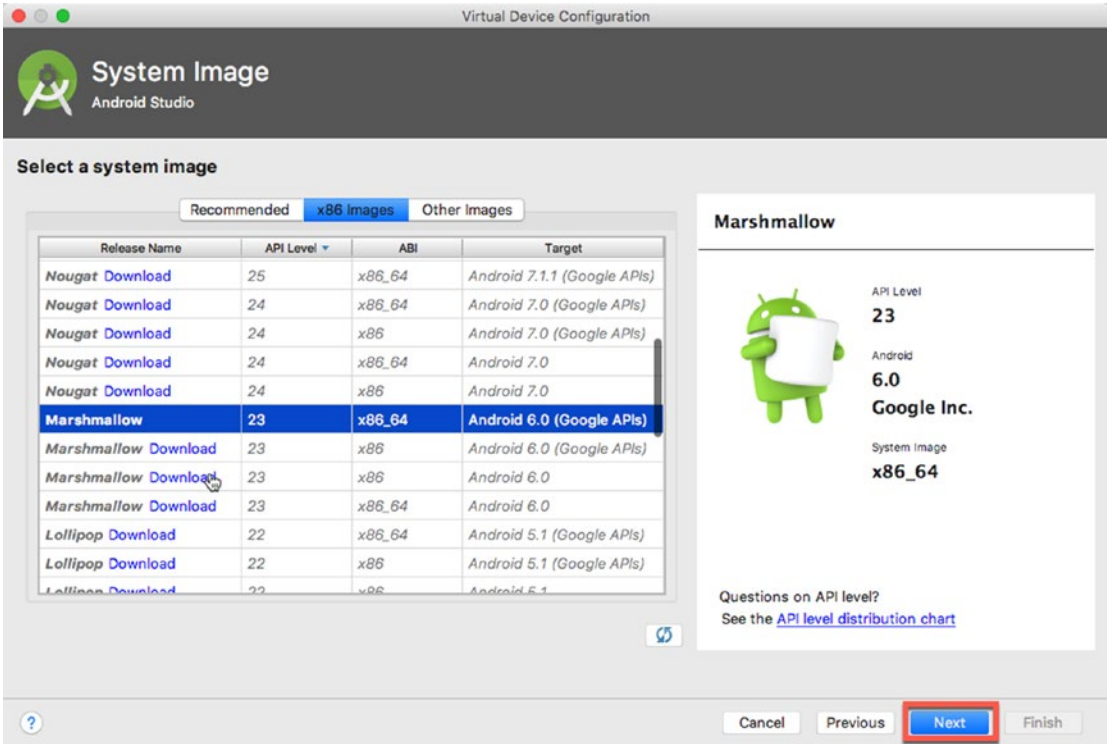 Virtual Device Configuration
System Image
Android Studio
Select a system image
Recommended x86 Images Other Images
Release Name API Level ABI Target
Nougat Download 25 x86_64 Android 7.1.1 (Google APIs)
Nougat Download 24 x86_64 Android 7.0 (Google APIs)
Nougat Download 24 x86 Android 7.0 (Google APIs)
Nougat Download 24 x86_64 Android 7.0
Nougat Download 24 x86 Android 7.0
Marshmallow 23 x86_64 Android 6.0 (Google APIs)
Marshmallow Download 23 x86 Android 6.0 (Google APIs)
Marshmallow Download 23 x86 Android 6.0
Marshmallow Download 23 x86_64 Android 6.0
Lollipop Download 22 x86_64 Android 5.1 (Google APIs)
Lollipop Download 22 x86 Android 5.1 (Google APIs)
Lollipop Download 22 x86 Android 5.1
Marshmallow
API Level
23
Android
6.0
Google Inc.
System Image
x86_64
Questions on API level?
See the API level distribution chart
? Cancel Previous Next Finish